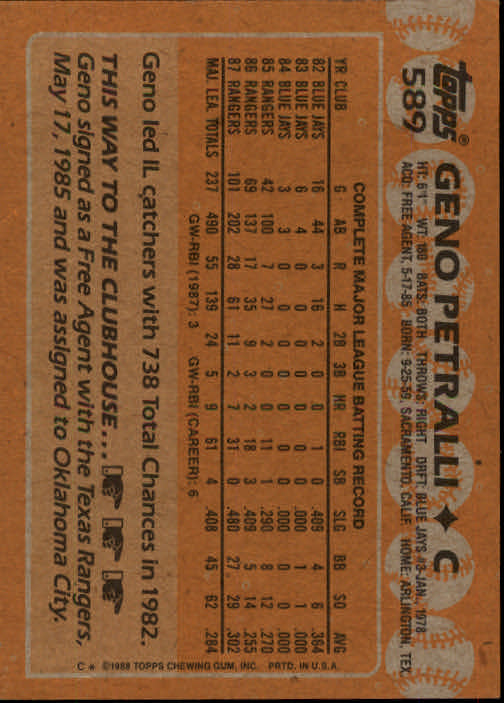 Topps®
589
GENO PETRALLI ♦ C
HT: 6'1" WT: 180 BATS: BOTH THROWS: RIGHT DRFT: BLUE JAYS #3-JAN., 1978
ACQ: FREE AGENT, 5-17-85 BORN: 9-25-59, SACRAMENTO, CALIF. HOME: ARLINGTON, TEX.
COMPLETE MAJOR LEAGUE BATTING RECORD
YR CLUB G AB R H 2B 3B HR RBI SB SLG BB SO AVG
82 BLUE JAYS 16 44 3 16 2 0 0 1 0 .409 4 6 .364
83 BLUE JAYS 6 4 0 0 0 0 0 0 0 .000 1 1 .000
84 BLUE JAYS 3 3 0 0 0 0 0 0 0 .000 0 0 .000
85 RANGERS 42 100 7 27 2 0 0 11 1 .290 8 12 .270
86 RANGERS 69 137 17 35 9 3 2 18 3 .409 5 14 .255
87 RANGERS 101 202 28 61 11 2 7 31 0 .480 27 29 .302
MAJ. LEA. TOTALS 237 490 55 139 24 5 9 61 4 .408 45 62 .284
GW-RBI (1987): 3 GW-RBI (CAREER): 6
Geno led IL catchers with 738 Total Chances in 1982.
THIS WAY TO THE CLUBHOUSE...
Geno signed as a Free Agent with the Texas Rangers,
May 17, 1985 and was assigned to Oklahoma City.
C* ©1988 TOPPS CHEWING GUM, INC. PRTD. IN U.S.A.